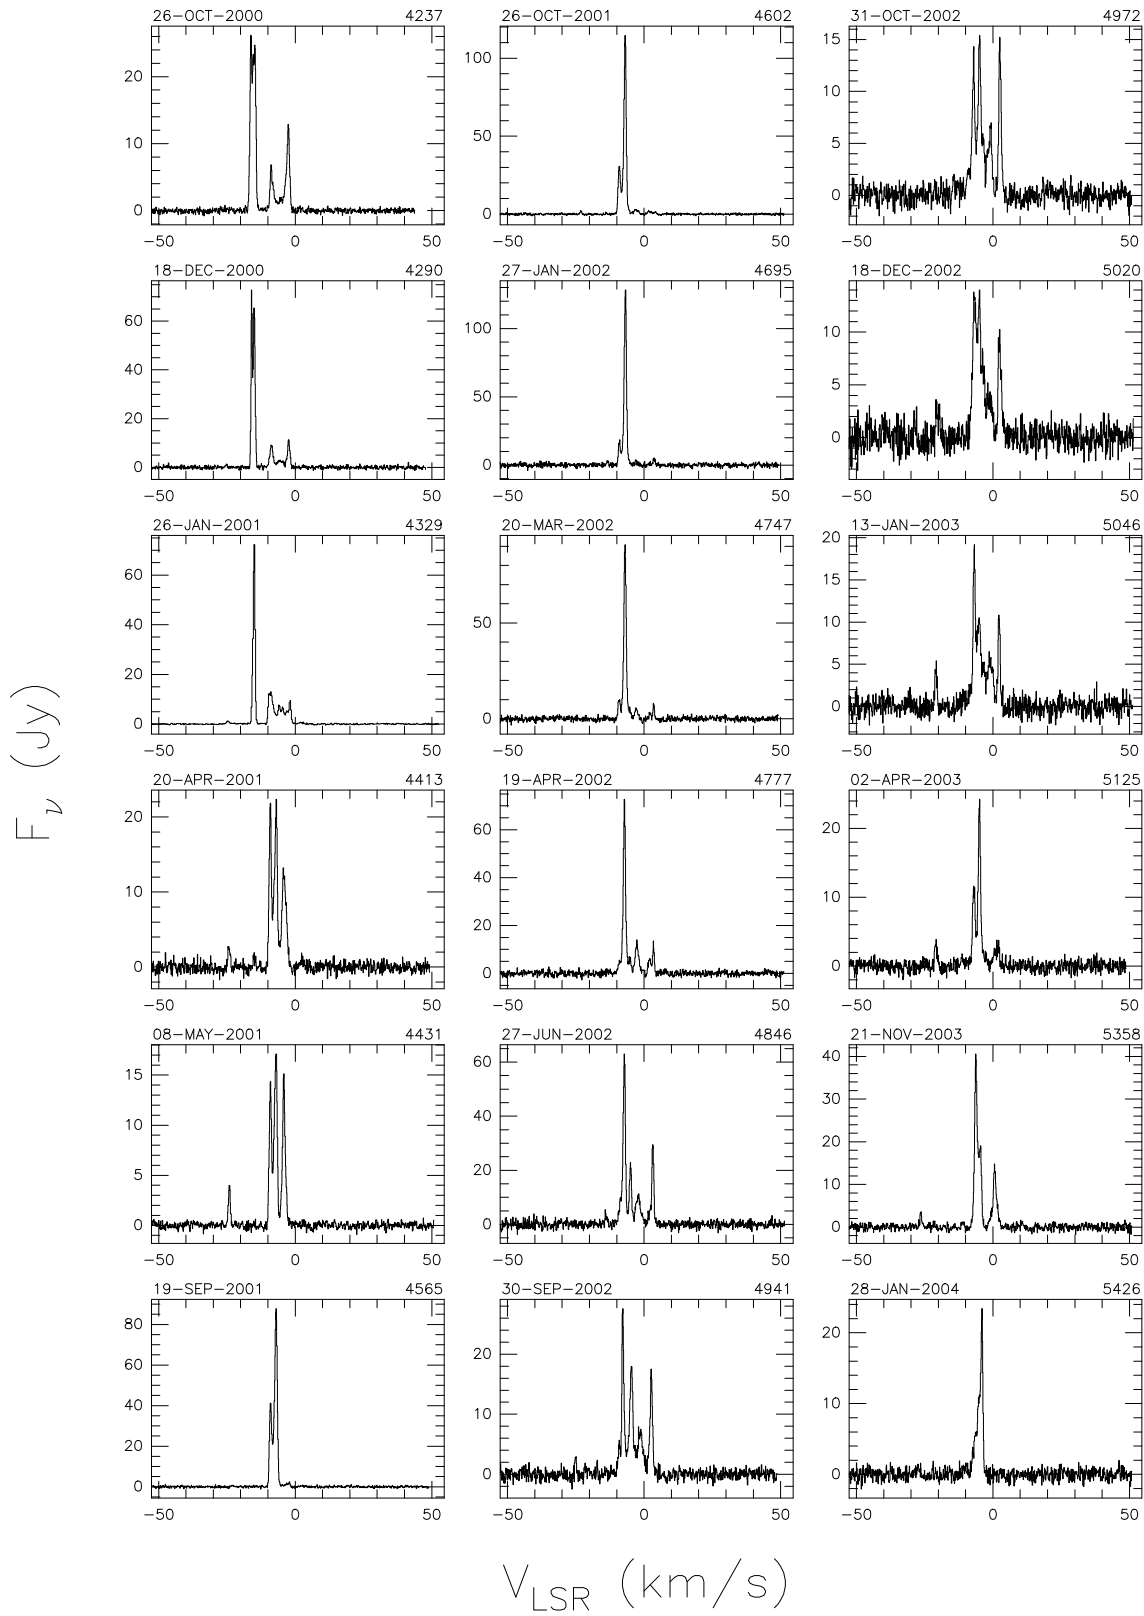 26-OCT-2000 4237 26-OCT-2001 4602 31-OCT-2002 4972
20 100 15
10 50 10
5
0 0 0
-50 0 50 -50 0 50 -50 0 50
18-DEC-2000 4290 27-JAN-2002 4695 18-DEC-2002 5020
60 100 10
40 50 5
20
0 0 0
-50 0 50 -50 0 50 -50 0 50
26-JAN-2001 4329 20-MAR-2002 4747 13-JAN-2003 5046
60 50 20
40 15
20 10
5
0 0 0
-50 0 50 -50 0 50 -50 0 50
20-APR-2001 4413 19-APR-2002 4777 02-APR-2003 5125
20 60 20
10 40 10
20
0 0 0
-50 0 50 -50 0 50 -50 0 50
08-MAY-2001 4431 27-JUN-2002 4846 21-NOV-2003 5358
15 60 40
10 40 30
5 20 20
10
0 0 0
-50 0 50 -50 0 50 -50 0 50
19-SEP-2001 4565 30-SEP-2002 4941 28-JAN-2004 5426
80 20 20
60 10 10
40
20
0 0 0
-50 0 50 -50 0 50 -50 0 50
Fν (Jy)
VLSR (km/s)